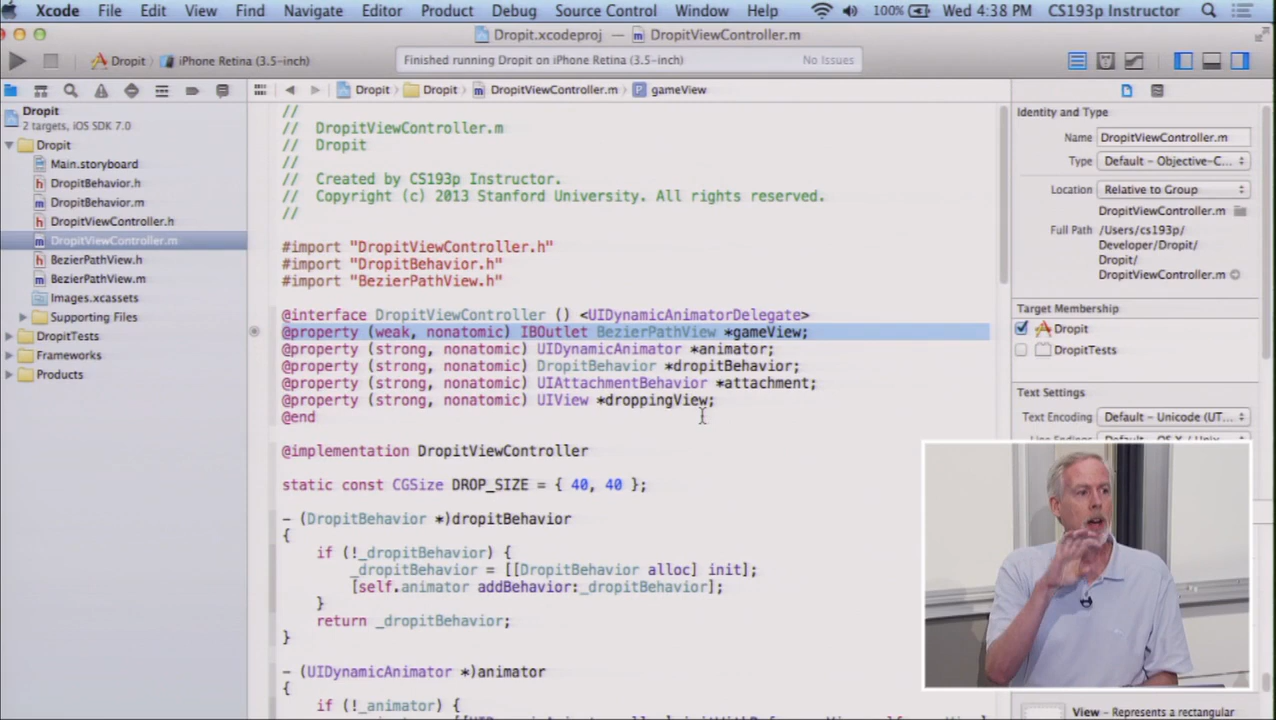 Xcode File Edit View Find Navigate Editor Product Debug Source Control Window Help 100% Wed 4:38 PM CS193p Instructor
Dropit.xcodeproj — DropitViewController.m
Dropit iPhone Retina (3.5-inch) Finished running Dropit on iPhone Retina (3.5-inch) No Issues
Dropit Dropit DropitViewController.m gameView
Dropit
2 targets, iOS SDK 7.0
Dropit
Main.storyboard
DropitBehavior.h
DropitBehavior.m
DropitViewController.h
DropitViewController.m
BezierPathView.h
BezierPathView.m
Images.xcassets
Supporting Files
DropitTests
Frameworks
Products
//
// DropitViewController.m
// Dropit
//
// Created by CS193p Instructor.
// Copyright (c) 2013 Stanford University. All rights reserved.
//
#import "DropitViewController.h"
#import "DropitBehavior.h"
#import "BezierPathView.h"
@interface DropitViewController () <UIDynamicAnimatorDelegate>
@property (weak, nonatomic) IBOutlet BezierPathView *gameView;
@property (strong, nonatomic) UIDynamicAnimator *animator;
@property (strong, nonatomic) DropitBehavior *dropitBehavior;
@property (strong, nonatomic) UIAttachmentBehavior *attachment;
@property (strong, nonatomic) UIView *droppingView;
@end
@implementation DropitViewController
static const CGSize DROP_SIZE = { 40, 40 };
- (DropitBehavior *)dropitBehavior
{
if (!_dropitBehavior) {
_dropitBehavior = [[DropitBehavior alloc] init];
[self.animator addBehavior:_dropitBehavior];
}
return _dropitBehavior;
}
- (UIDynamicAnimator *)animator
{
if (!_animator) {
Identity and Type
Name DropitViewController.m
Type Default - Objective-C...
Location Relative to Group
DropitViewController.m
Full Path /Users/cs193p/
Developer/Dropit/
Dropit/
DropitViewController.m
Target Membership
Dropit
DropitTests
Text Settings
Text Encoding Default - Unicode (UT...
View - Represents a rectangular